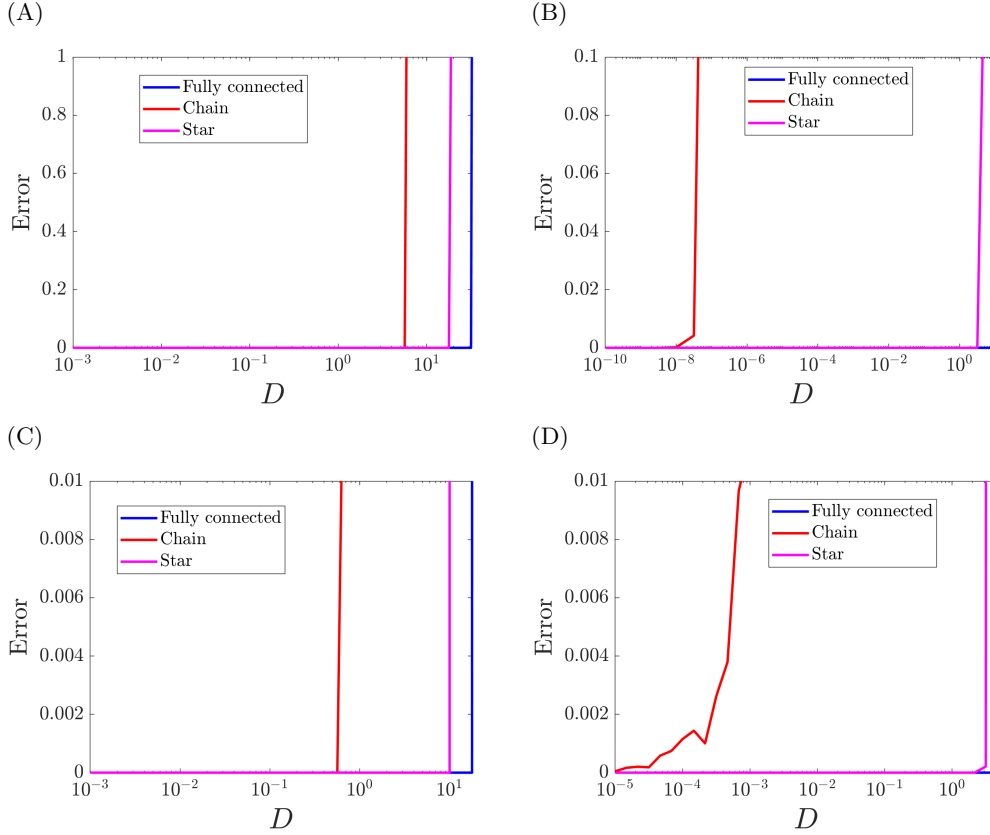 (A)
Error
1
0.8
0.6
0.4
0.2
0
Fully connected
Chain
Star
10^-3
10^-2
10^-1
10^0
10^1
D
(B)
Error
0.1
0.08
0.06
0.04
0.02
0
Fully connected
Chain
Star
10^-10
10^-8
10^-6
10^-4
10^-2
10^0
D
(C)
Error
0.01
0.008
0.006
0.004
0.002
0
Fully connected
Chain
Star
10^-3
10^-2
10^-1
10^0
10^1
D
(D)
Error
0.01
0.008
0.006
0.004
0.002
0
Fully connected
Chain
Star
10^-5
10^-4
10^-3
10^-2
10^-1
10^0
D